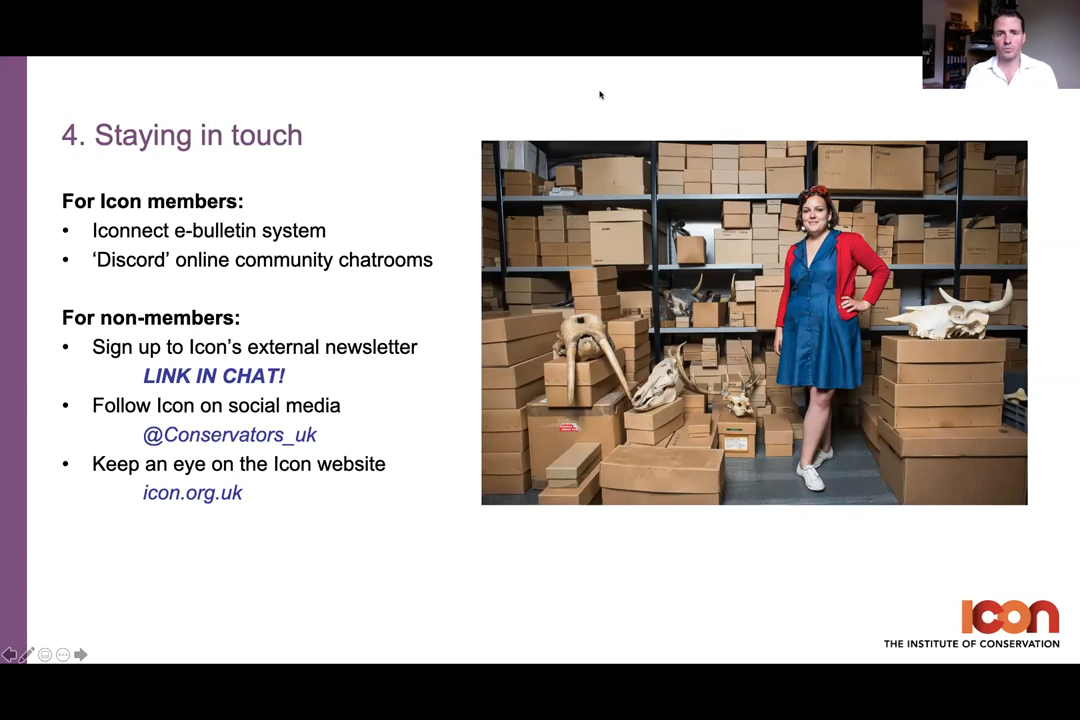 4. Staying in touch
For Icon members:
• Iconnect e-bulletin system
• ‘Discord’ online community chatrooms
For non-members:
• Sign up to Icon’s external newsletter
LINK IN CHAT!
• Follow Icon on social media
@Conservators_uk
• Keep an eye on the Icon website
icon.org.uk
icon
THE INSTITUTE OF CONSERVATION